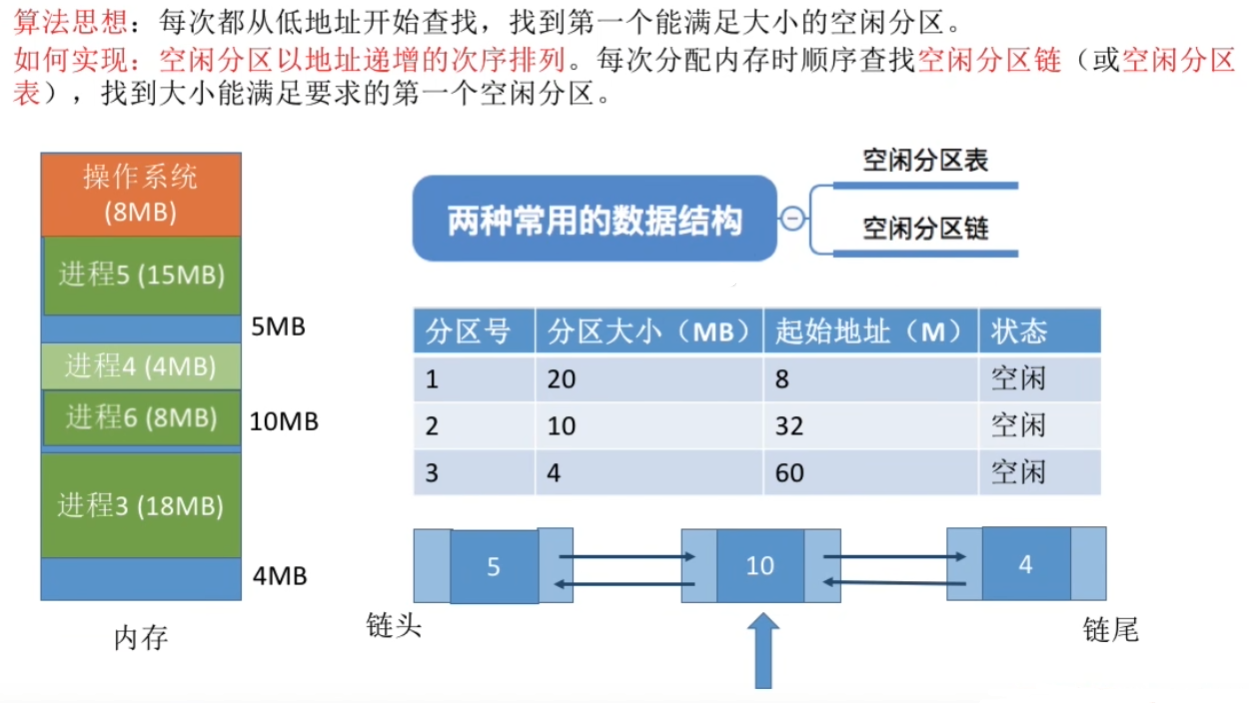 算法思想：每次都从低地址开始查找，找到第一个能满足大小的空闲分区。
如何实现：空闲分区以地址递增的次序排列。每次分配内存时顺序查找空闲分区链（或空闲分区
表），找到大小能满足要求的第一个空闲分区。
操作系统
(8MB)
进程5 (15MB)
5MB
进程4 (4MB)
进程6 (8MB)
10MB
进程3 (18MB)
4MB
内存
两种常用的数据结构
空闲分区表
空闲分区链
分区号 分区大小（MB） 起始地址（M） 状态
1 20 8 空闲
2 10 32 空闲
3 4 60 空闲
5 10 4
链头
链尾